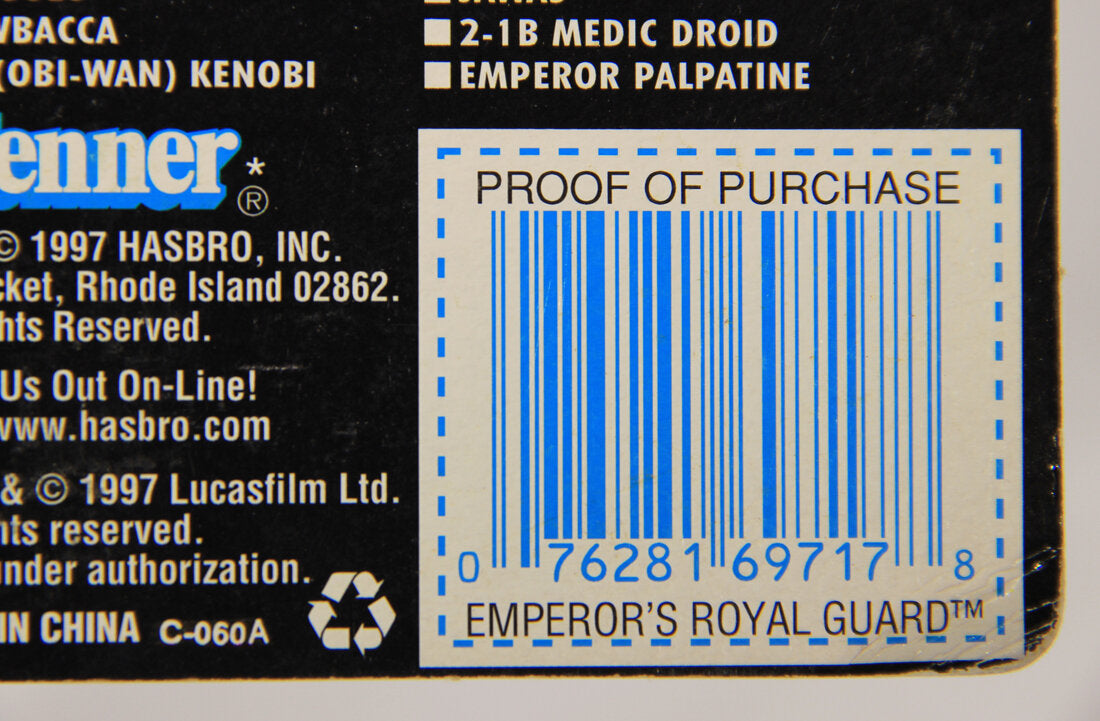 WBACCA
(OBI-WAN) KENOBI
JAWAS
2-1B MEDIC DROID
EMPEROR PALPATINE
enner*®
© 1997 HASBRO, INC.
cket, Rhode Island 02862.
hts Reserved.
Us Out On-Line!
www.hasbro.com
& © 1997 Lucasfilm Ltd.
hts reserved.
under authorization.
IN CHINA C-060A
PROOF OF PURCHASE
0 76281 69717 8
EMPEROR'S ROYAL GUARD™